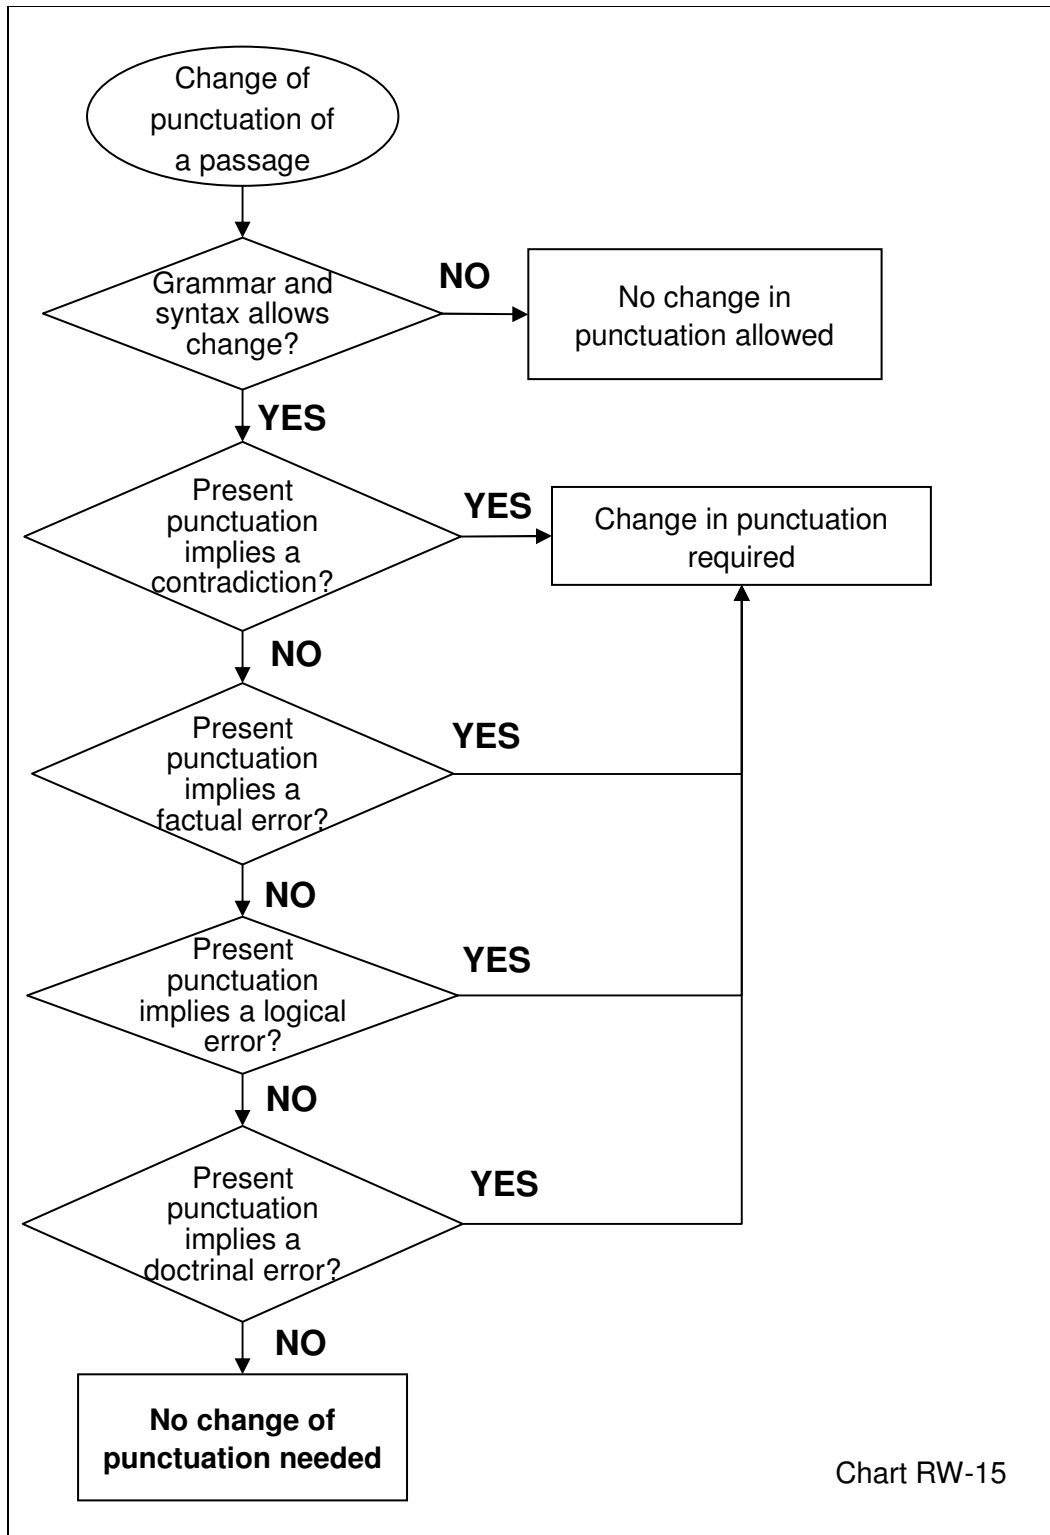 Change of
punctuation of
a passage
Grammar and
syntax allows
change?
NO
No change in
punctuation allowed
YES
Present
punctuation
implies a
contradiction?
YES
Change in punctuation
required
NO
Present
punctuation
implies a
factual error?
YES
NO
Present
punctuation
implies a logical
error?
YES
NO
Present
punctuation
implies a
doctrinal error?
YES
NO
No change of
punctuation needed
Chart RW-15